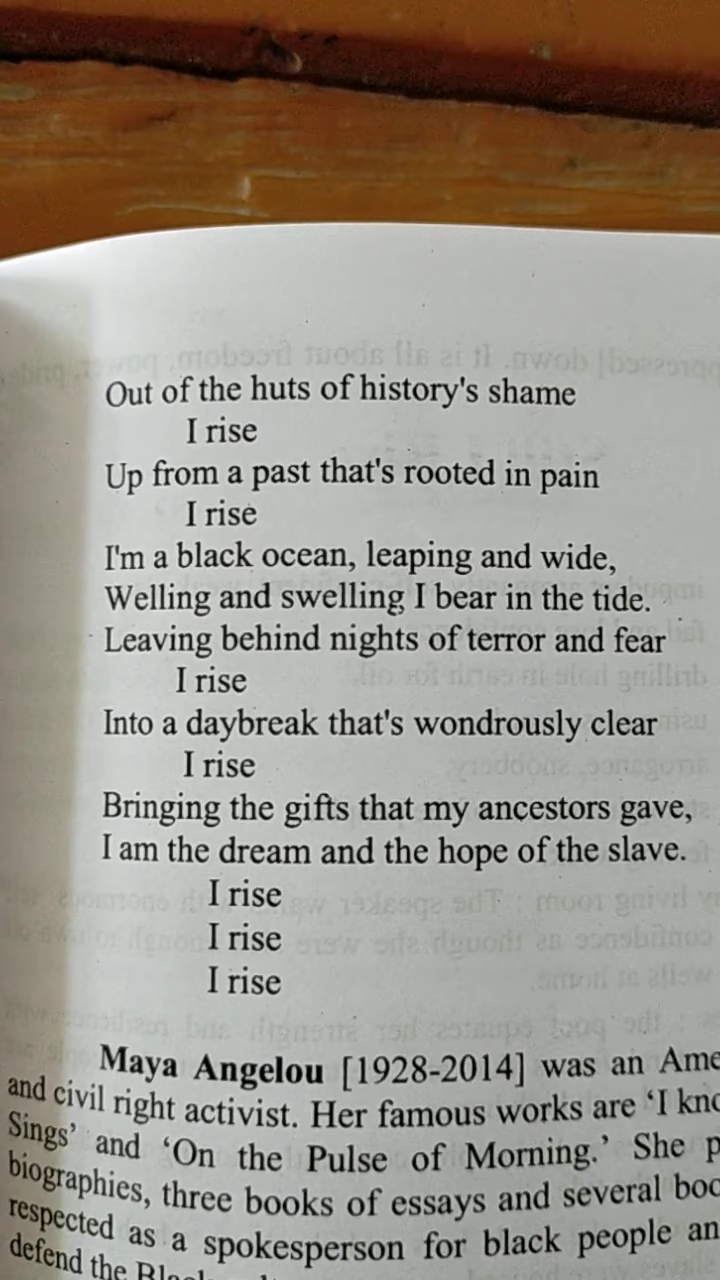 Out of the huts of history's shame
I rise
Up from a past that's rooted in pain
I rise
I'm a black ocean, leaping and wide,
Welling and swelling I bear in the tide.
Leaving behind nights of terror and fear
I rise
Into a daybreak that's wondrously clear
I rise
Bringing the gifts that my ancestors gave,
I am the dream and the hope of the slave.
I rise
I rise
I rise
Maya Angelou [1928-2014] was an Ame
and civil right activist. Her famous works are ‘I kno
Sings’ and ‘On the Pulse of Morning.’ She p
biographies, three books of essays and several boo
respected as a spokesperson for black people an
defend the